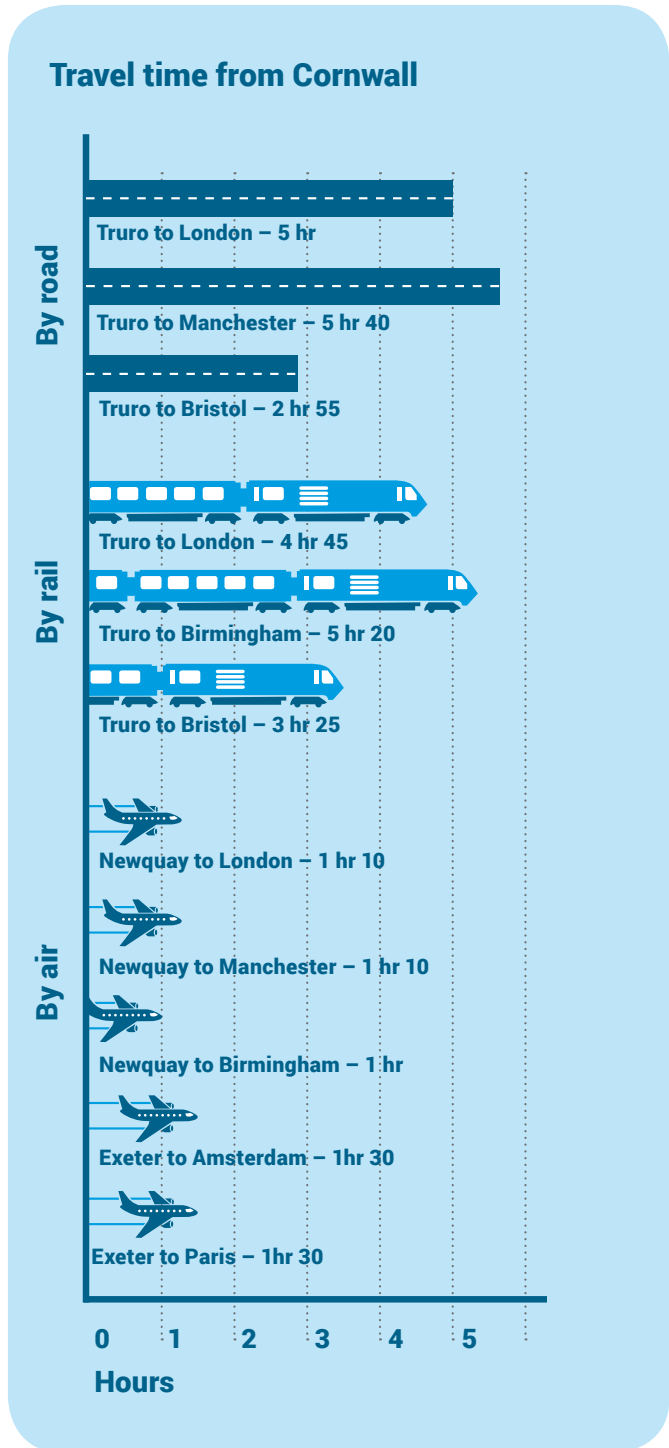 Travel time from Cornwall
By road
Truro to London – 5 hr
Truro to Manchester – 5 hr 40
Truro to Bristol – 2 hr 55
By rail
Truro to London – 4 hr 45
Truro to Birmingham – 5 hr 20
Truro to Bristol – 3 hr 25
By air
Newquay to London – 1 hr 10
Newquay to Manchester – 1 hr 10
Newquay to Birmingham – 1 hr
Exeter to Amsterdam – 1hr 30
Exeter to Paris – 1hr 30
0 1 2 3 4 5
Hours